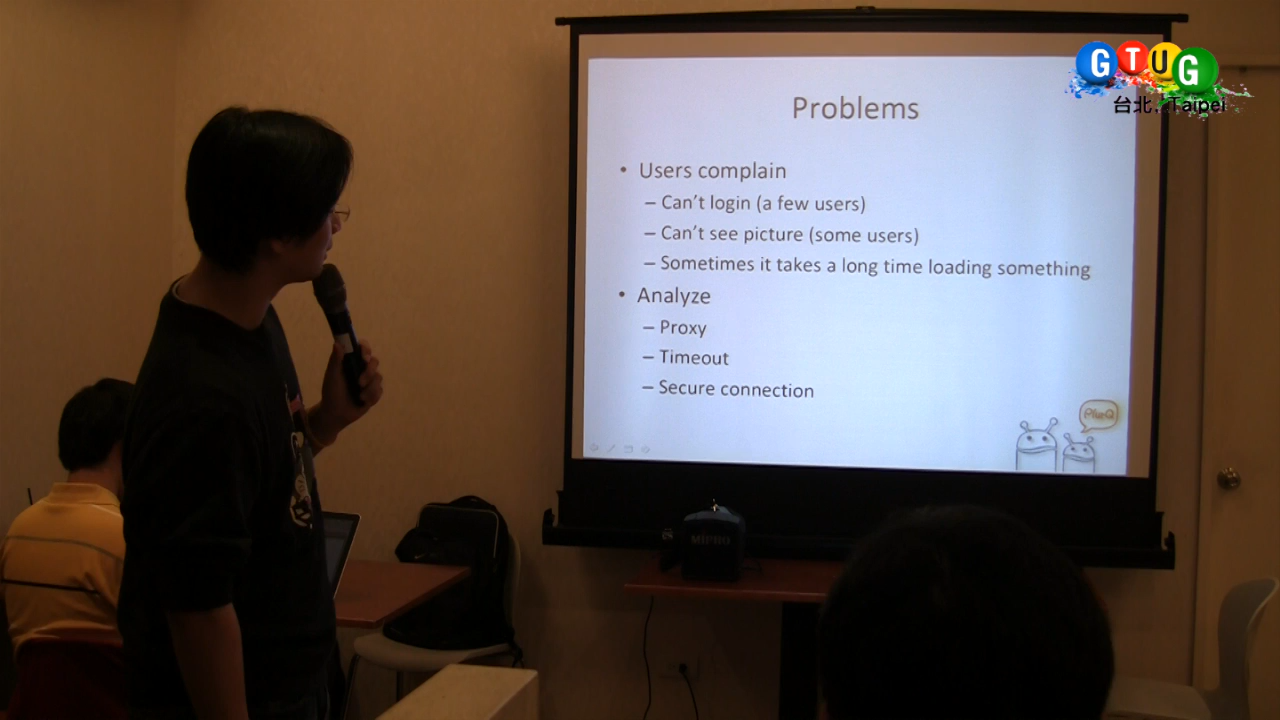 GTUG
台北, Taipei
Problems
• Users complain
– Can't login (a few users)
– Can't see picture (some users)
– Sometimes it takes a long time loading something
• Analyze
– Proxy
– Timeout
– Secure connection
MIPRO